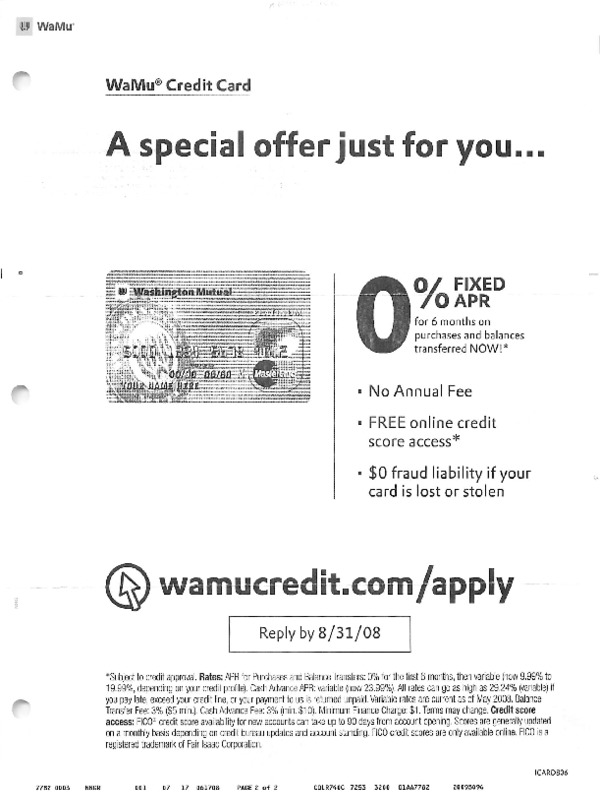 WaMu®
WaMu® Credit Card
A special offer just for you...
Washington Mutual
YOUR NAME HERE
MasterCard
0% FIXED
APR
for 6 months on
purchases and balances
transferred NOW!*
· No Annual Fee
· FREE online credit
score access*
· $0 fraud liability if your
card is lost or stolen
wamucredit.com/apply
Reply by 8/31/08
*Subject to credit approval. Rates: APR for Purchases and Balance Transfers: 0% for the first 6 months, then variable (now 9.99% to
19.99%, depending on your credit profile). Cash Advance APR: variable (now 23.99%). All rates can go as high as 29.24% (variable) if
you pay late, exceed your credit line, or your payment to us is returned unpaid. Variable rates are current as of May 2008. Balance
Transfer Fee: 3% ($5 min.). Cash Advance Fee: 3% (min. $10). Minimum Finance Charge: $1. Terms may change. Credit score
access: FICO® credit score availability for new accounts can take up to 90 days from account opening. Scores are generally updated
on a monthly basis depending on credit bureau updates and account standing. FICO credit scores are only available online. FICO is a
registered trademark of Fair Isaac Corporation.
ICARD806
001 07 17 061708 PAGE 2 of 2 7253 3200 01AA7782